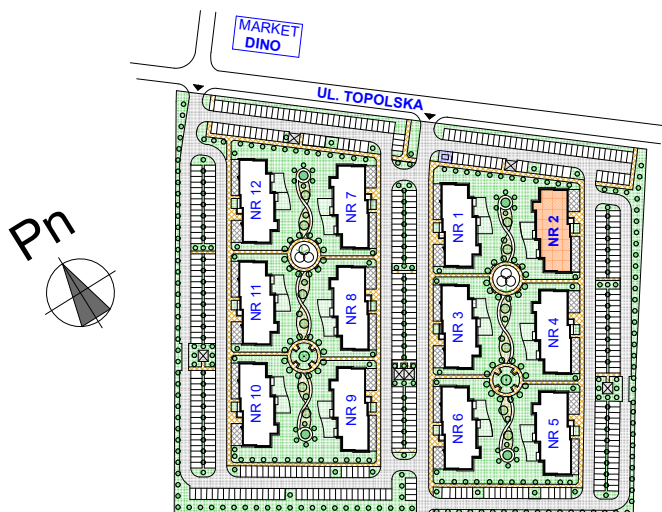 MARKET
DINO
UL. TOPOLSKA
Pn
NR 12
NR 7
NR 1
NR 2
NR 11
NR 8
NR 3
NR 4
NR 10
NR 9
NR 6
NR 5